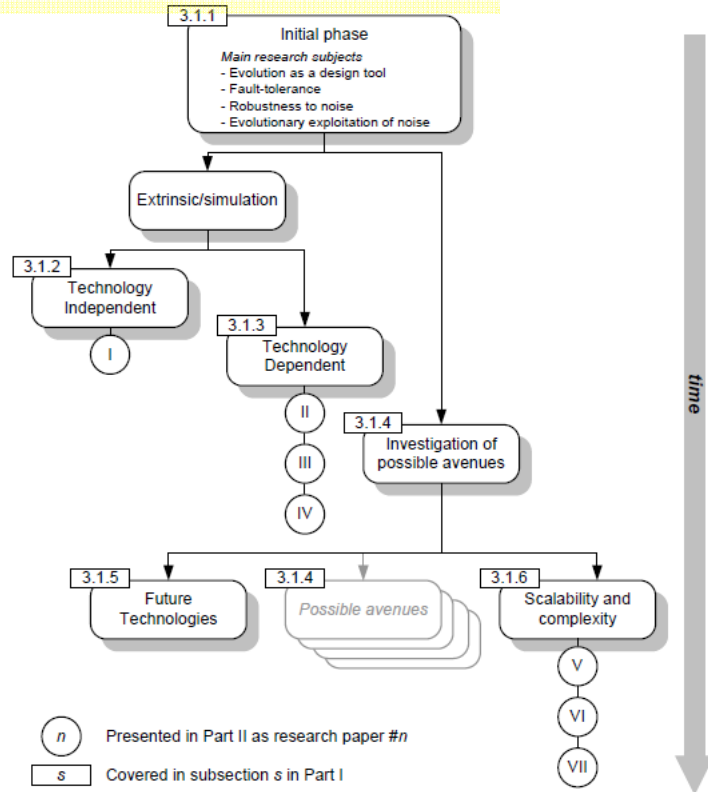 3.1.1
Initial phase
Main research subjects
- Evolution as a design tool
- Fault-tolerance
- Robustness to noise
- Evolutionary exploitation of noise
Extrinsic/simulation
3.1.2
Technology
Independent
I
3.1.3
Technology
Dependent
II
III
IV
3.1.4
Investigation of
possible avenues
time
3.1.5
Future
Technologies
3.1.4
Possible avenues
3.1.6
Scalability and
complexity
V
VI
VII
n Presented in Part II as research paper #n
s Covered in subsection s in Part I